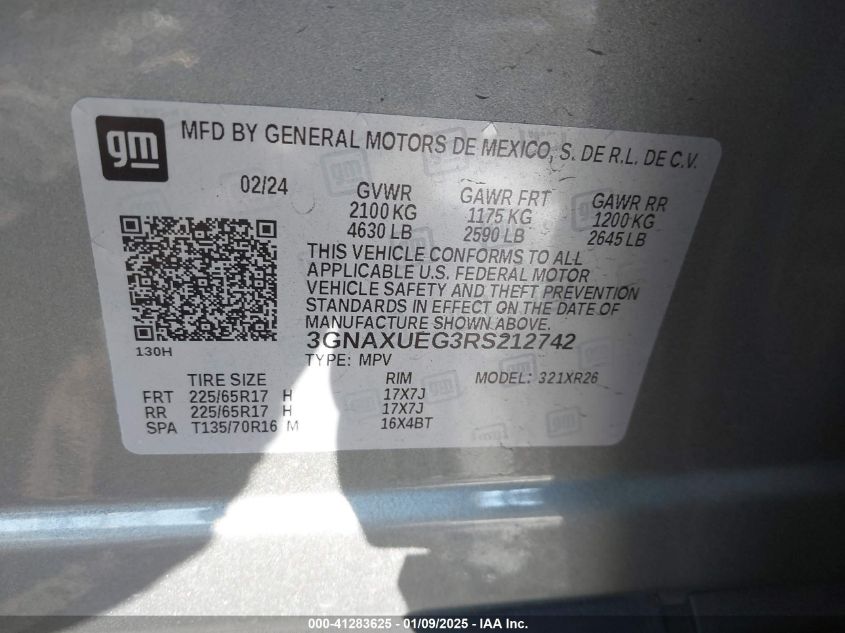 gm
MFD BY GENERAL MOTORS DE MEXICO, S. DE R.L. DE C.V.
02/24 GVWR GAWR FRT GAWR RR
2100 KG 1175 KG 1200 KG
4630 LB 2590 LB 2645 LB
THIS VEHICLE CONFORMS TO ALL
APPLICABLE U.S. FEDERAL MOTOR
VEHICLE SAFETY AND THEFT PREVENTION
STANDARDS IN EFFECT ON THE DATE OF
MANUFACTURE SHOWN ABOVE.
3GNAXUEG3RS212742
130H
TYPE: MPV
TIRE SIZE RIM MODEL: 321XR26
FRT 225/65R17 H 17X7J
RR 225/65R17 H 17X7J
SPA T135/70R16 M 16X4BT
000-41283625 - 01/09/2025 - © IAA Inc.